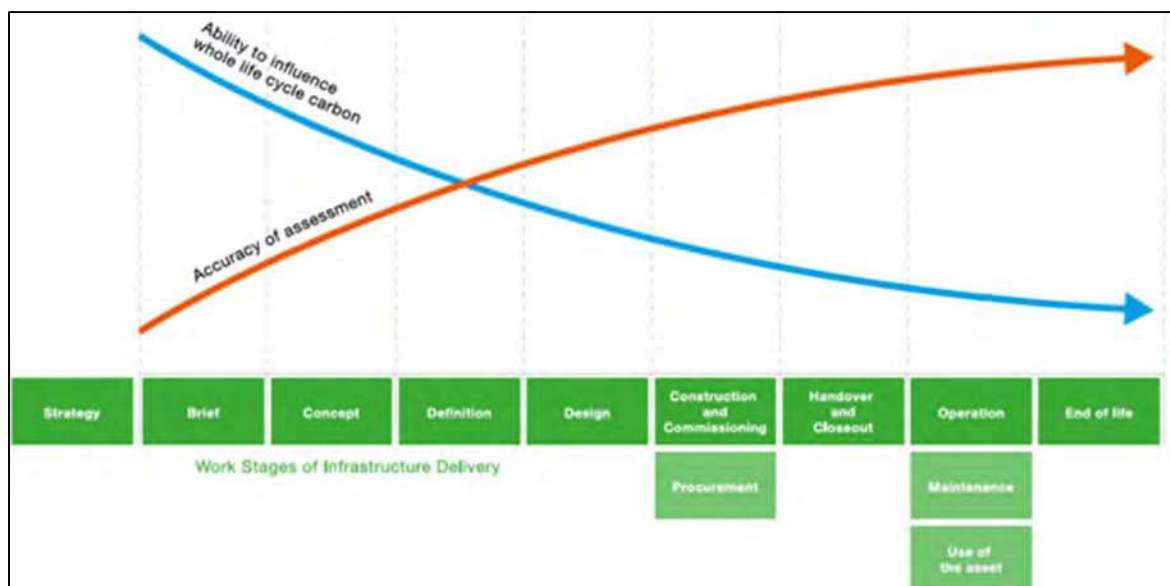 Ability to influence
whole life cycle carbon
Accuracy of assessment
Strategy
Brief
Concept
Definition
Design
Construction
and
Commissioning
Handover
and
Closeout
Operation
End of life
Work Stages of Infrastructure Delivery
Procurement
Maintenance
Use of
the asset